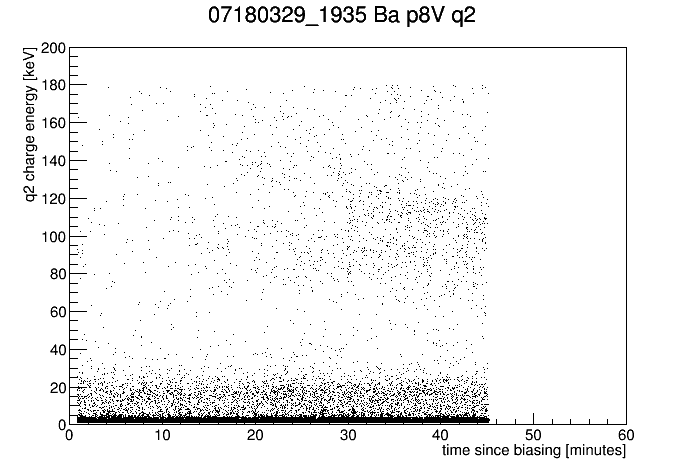 07180329_1935 Ba p8V q2
q2 charge energy [keV]
200
180
160
140
120
100
80
60
40
20
0
0 10 20 30 40 50 60
time since biasing [minutes]